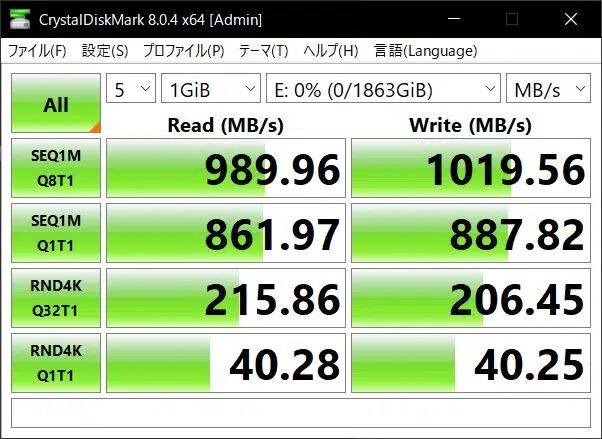 CrystalDiskMark 8.0.4 x64 [Admin]
ファイル(F) 設定(S) プロファイル(P) テーマ(T) ヘルプ(H) 言語(Language)
All 5 1GiB E: 0% (0/1863GiB) MB/s
Read (MB/s) Write (MB/s)
SEQ1M
Q8T1 989.96 1019.56
SEQ1M
Q1T1 861.97 887.82
RND4K
Q32T1 215.86 206.45
RND4K
Q1T1 40.28 40.25